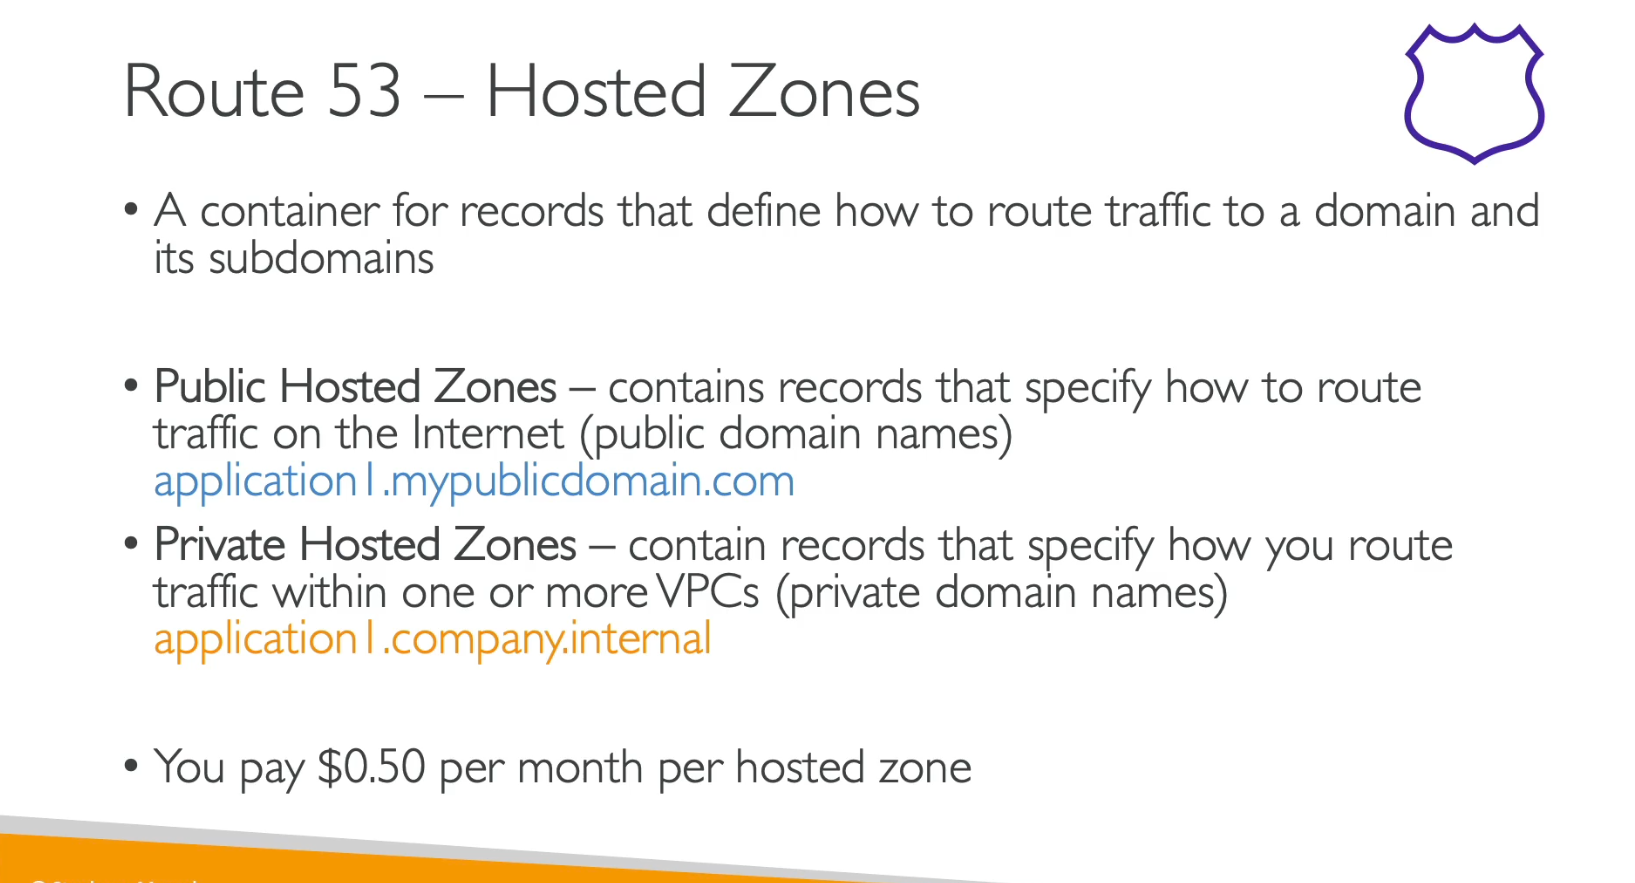 Route 53 – Hosted Zones
• A container for records that define how to route traffic to a domain and
its subdomains
• Public Hosted Zones – contains records that specify how to route
traffic on the Internet (public domain names)
application1.mypublicdomain.com
• Private Hosted Zones – contain records that specify how you route
traffic within one or more VPCs (private domain names)
application1.company.internal
• You pay $0.50 per month per hosted zone